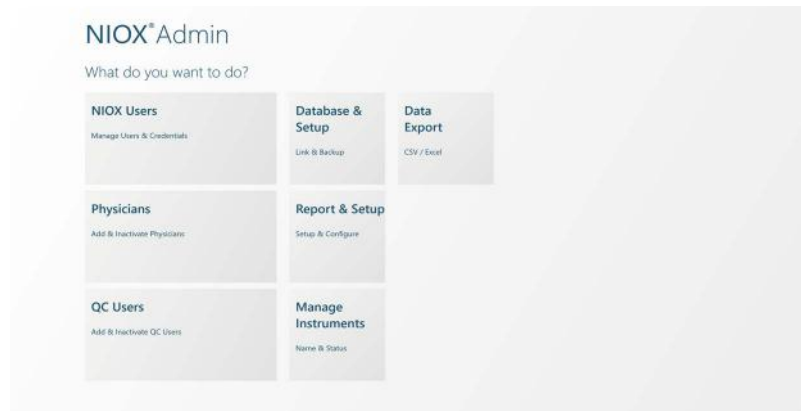 NIOX®Admin
What do you want to do?
NIOX Users
Manage Users & Credentials
Database &
Setup
Link & Backup
Data
Export
CSV / Excel
Physicians
Add & Inactivate Physicians
Report & Setup
Setup & Configure
QC Users
Add & Inactivate QC Users
Manage
Instruments
Name & Status